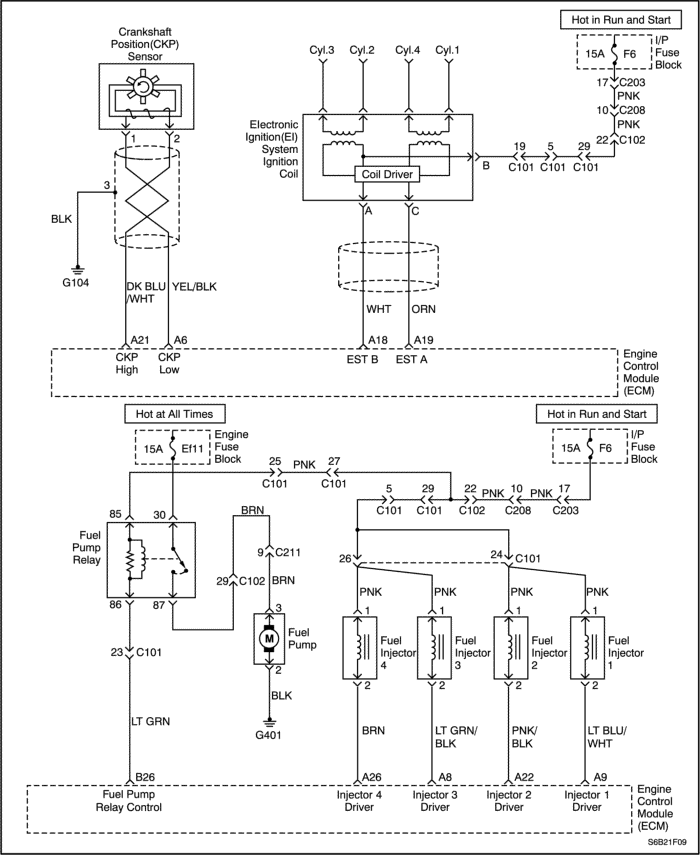 Hot in Run and Start
Crankshaft
Position(CKP)
Sensor
Cyl.3 Cyl.2 Cyl.4 Cyl.1
15A F6
I/P
Fuse
Block
17 C203
PNK
10 C208
PNK
22 C102
Electronic
Ignition(EI)
System
Ignition
Coil
Coil Driver
B
19 5 29
C101 C101 C101
1 2
A C
3
BLK
G104
DK BLU
/WHT
YEL/BLK
WHT ORN
A21 A6 A18 A19
CKP
High
CKP
Low
EST B EST A
Engine
Control
Module
(ECM)
Hot at All Times
Hot in Run and Start
15A Ef11
Engine
Fuse
Block
15A F6
I/P
Fuse
Block
25 PNK 27
C101 C101
5 29 22 PNK 10 PNK 17
C101 C101 C102 C208 C203
85 30
BRN
Fuel
Pump
Relay
9 C211
29 C102 BRN
86 87
26 24 C101
PNK PNK PNK PNK
3
M
Fuel
Pump
2
1 1 1 1
Fuel
Injector
4
Fuel
Injector
3
Fuel
Injector
2
Fuel
Injector
1
2 2 2 2
23 C101
BLK
G401
LT GRN
BRN
LT GRN/
BLK
PNK/
BLK
LT BLU/
WHT
B26 A26 A8 A22 A9
Fuel Pump
Relay Control
Injector 4
Driver
Injector 3
Driver
Injector 2
Driver
Injector 1
Driver
Engine
Control
Module
(ECM)
S6B21F09